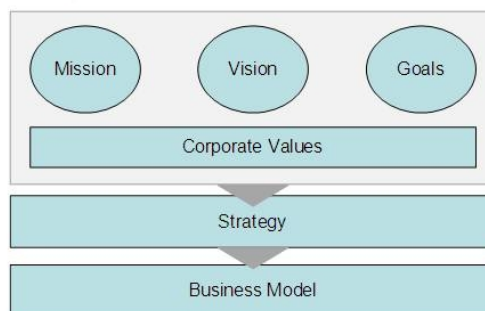 Mission Vision Goals
Corporate Values
Strategy
Business Model